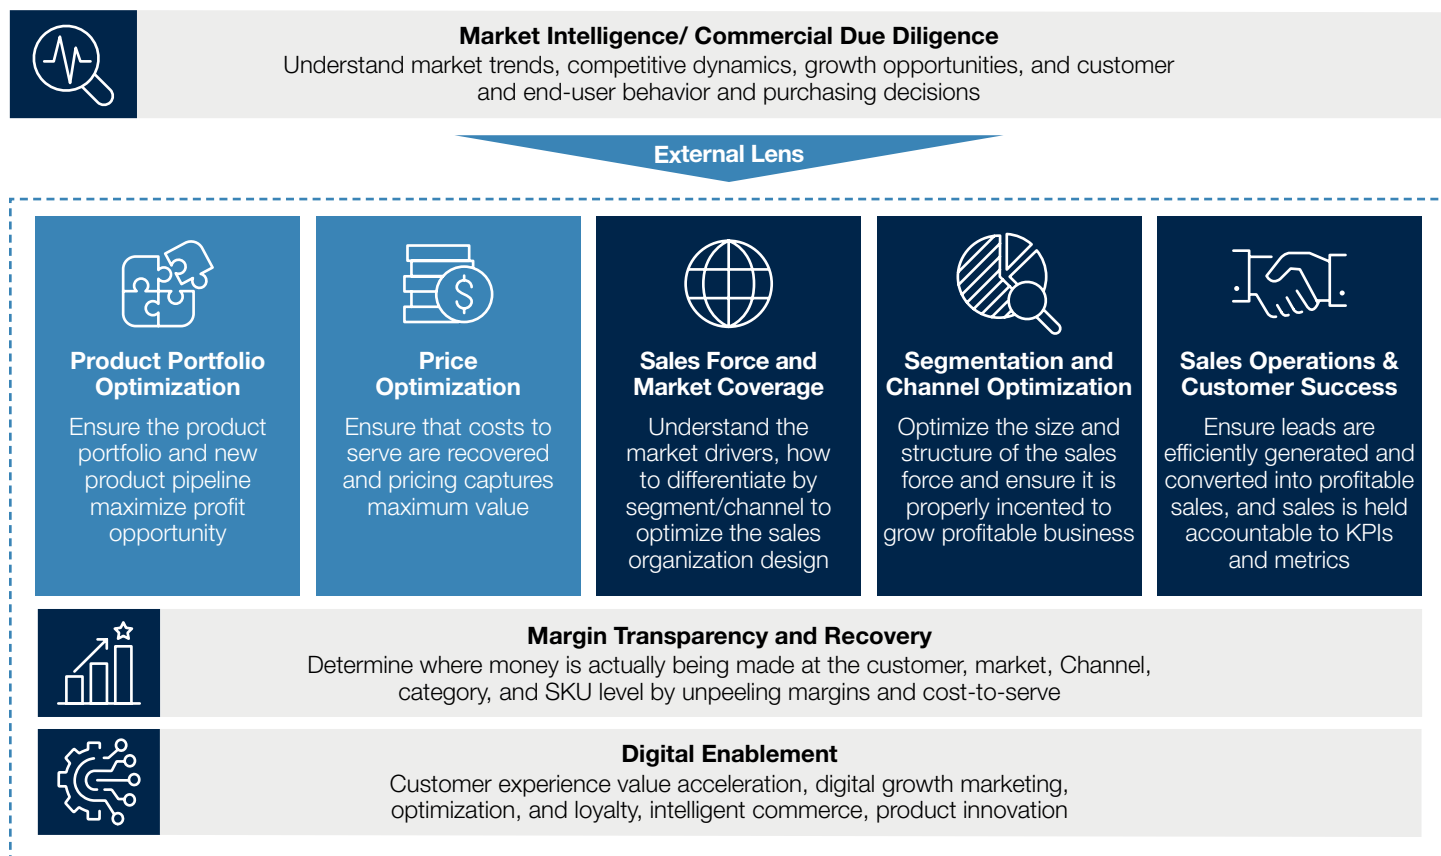 Market Intelligence/ Commercial Due Diligence
Understand market trends, competitive dynamics, growth opportunities, and customer
and end-user behavior and purchasing decisions
External Lens
Product Portfolio
Optimization
Ensure the product
portfolio and new
product pipeline
maximize profit
opportunity
Price
Optimization
Ensure that costs to
serve are recovered
and pricing captures
maximum value
Sales Force and
Market Coverage
Understand the
market drivers, how
to differentiate by
segment/channel to
optimize the sales
organization design
Segmentation and
Channel Optimization
Optimize the size and
structure of the sales
force and ensure it is
properly incented to
grow profitable business
Sales Operations &
Customer Success
Ensure leads are
efficiently generated and
converted into profitable
sales, and sales is held
accountable to KPIs
and metrics
Margin Transparency and Recovery
Determine where money is actually being made at the customer, market, Channel,
category, and SKU level by unpeeling margins and cost-to-serve
Digital Enablement
Customer experience value acceleration, digital growth marketing,
optimization, and loyalty, intelligent commerce, product innovation